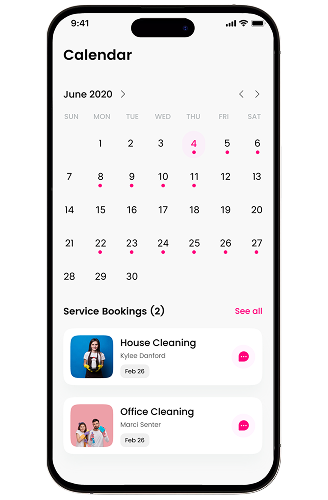 9:41
Calendar
June 2020
SUN MON TUE WED THU FRI SAT
1 2 3 4 5 6
7 8 9 10 11 12 13
14 15 16 17 18 19 20
21 22 23 24 25 26 27
28 29 30
Service Bookings (2) See all
House Cleaning
Kylee Danford
Feb 26
Office Cleaning
Marci Senter
Feb 26